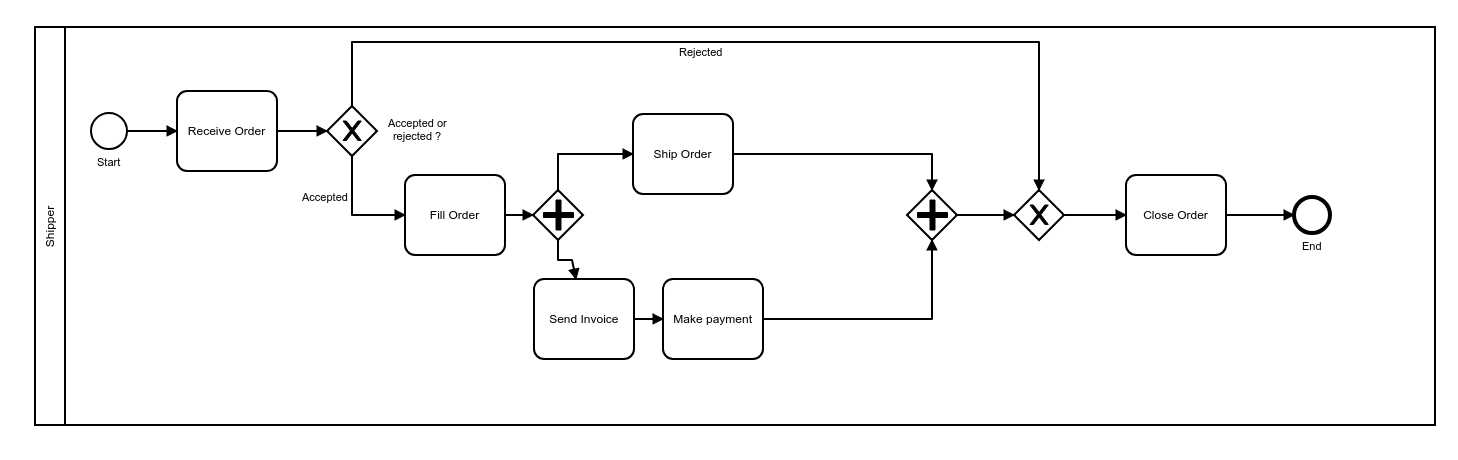 Shipper
Start
Receive Order
Accepted or
rejected ?
Rejected
Accepted
Fill Order
Ship Order
Send Invoice
Make payment
Close Order
End